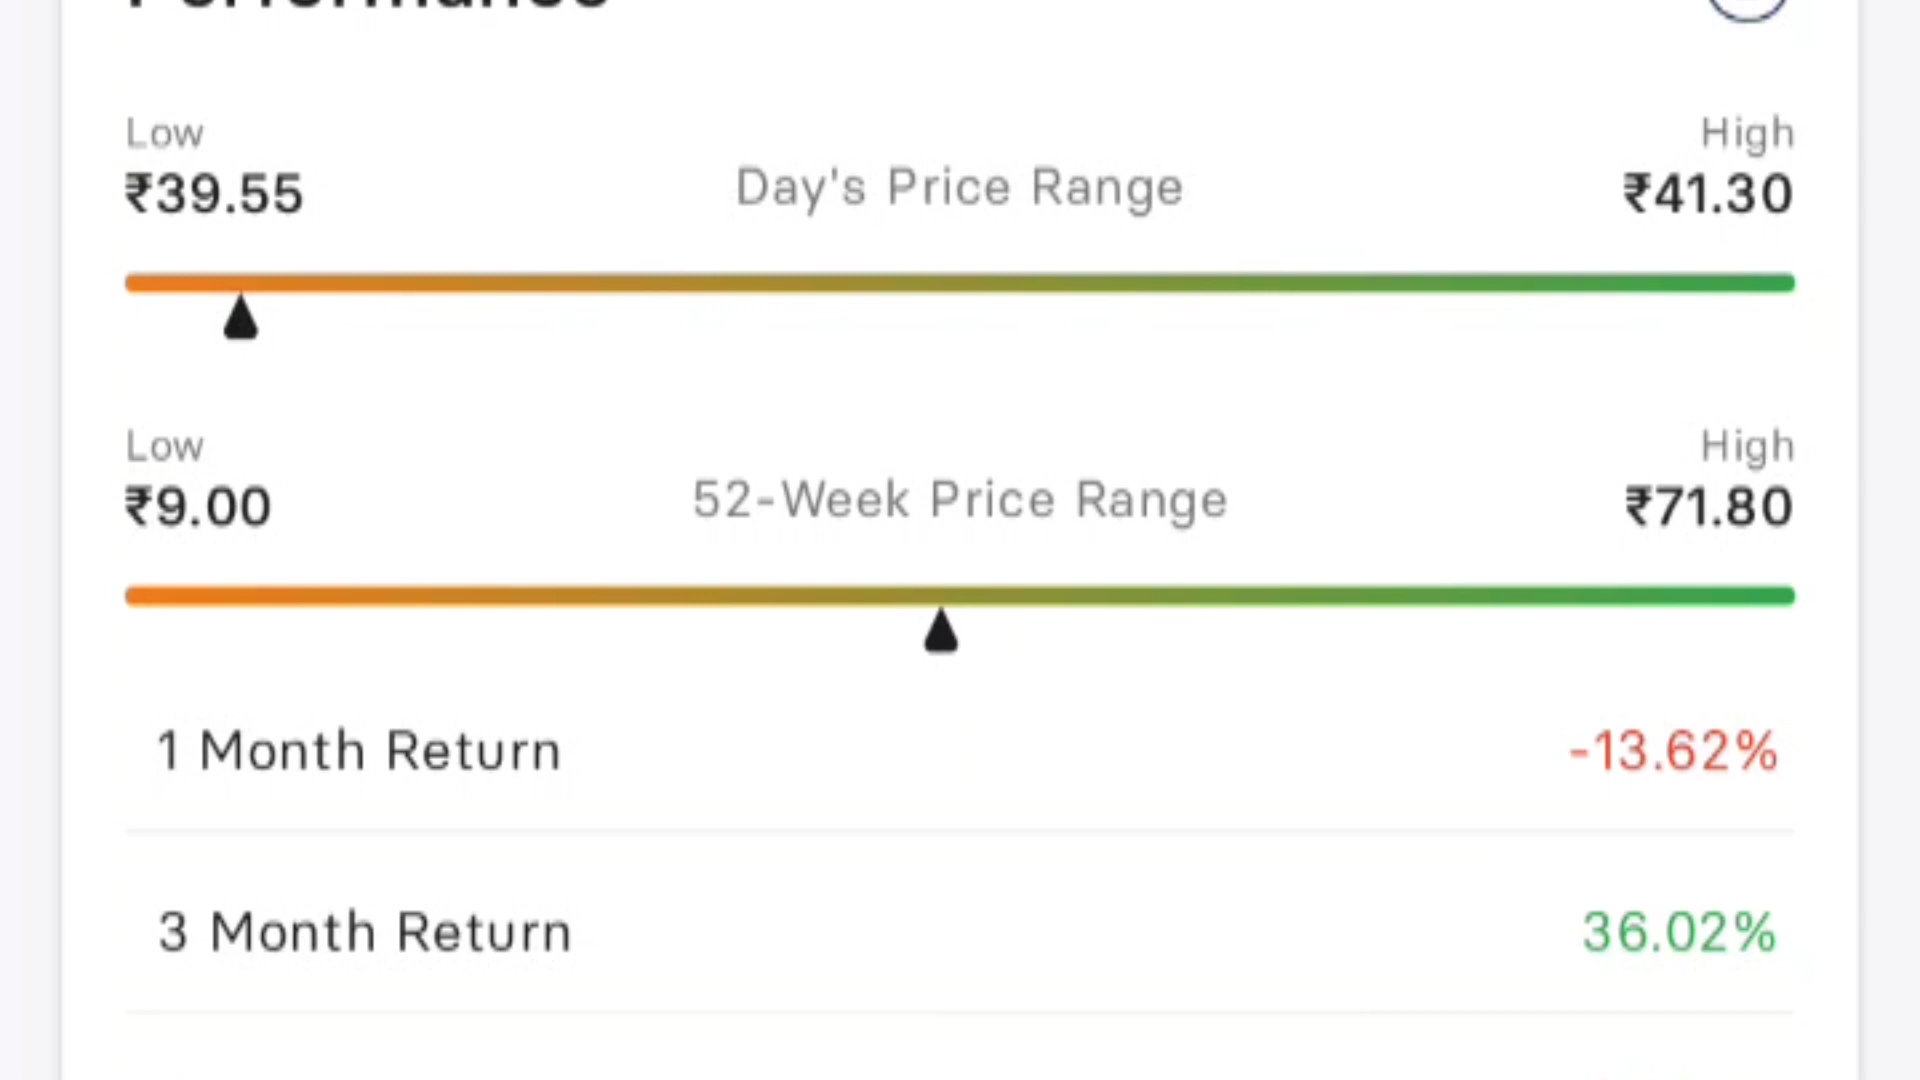 Performance
Low
High
₹39.55
Day's Price Range
₹41.30
Low
High
₹9.00
52-Week Price Range
₹71.80
1 Month Return
-13.62%
3 Month Return
36.02%